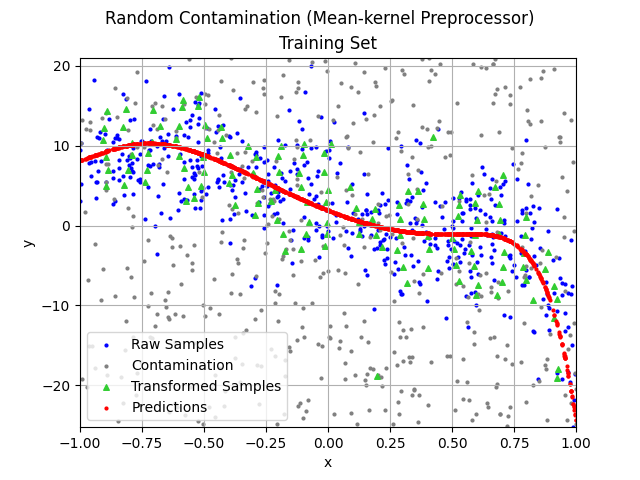 Random Contamination (Mean-kernel Preprocessor)
Training Set
20
10
0
−10
−20
y
Raw Samples
Contamination
Transformed Samples
Predictions
−1.00 −0.75 −0.50 −0.25 0.00 0.25 0.50 0.75 1.00
x